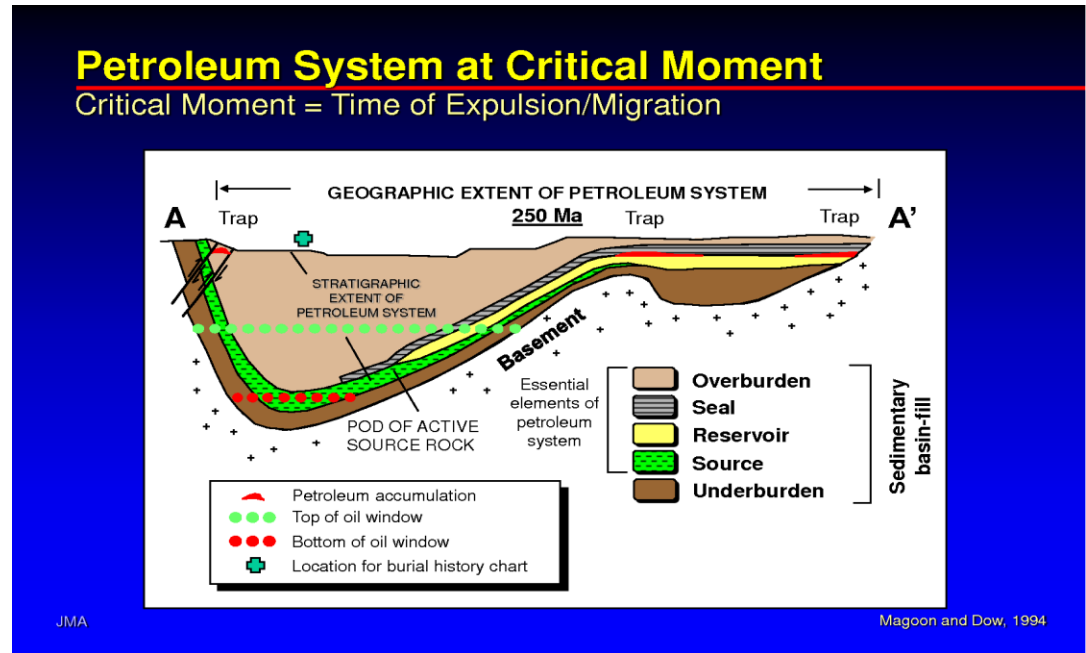 Petroleum System at Critical Moment
Critical Moment = Time of Expulsion/Migration
GEOGRAPHIC EXTENT OF PETROLEUM SYSTEM
A
Trap
250 Ma
Trap
Trap
A'
STRATIGRAPHIC
EXTENT OF
PETROLEUM SYSTEM
Basement
POD OF ACTIVE
SOURCE ROCK
Essential
elements of
petroleum
system
Overburden
Seal
Reservoir
Source
Underburden
Sedimentary
basin-fill
Petroleum accumulation
Top of oil window
Bottom of oil window
Location for burial history chart
JMA
Magoon and Dow, 1994